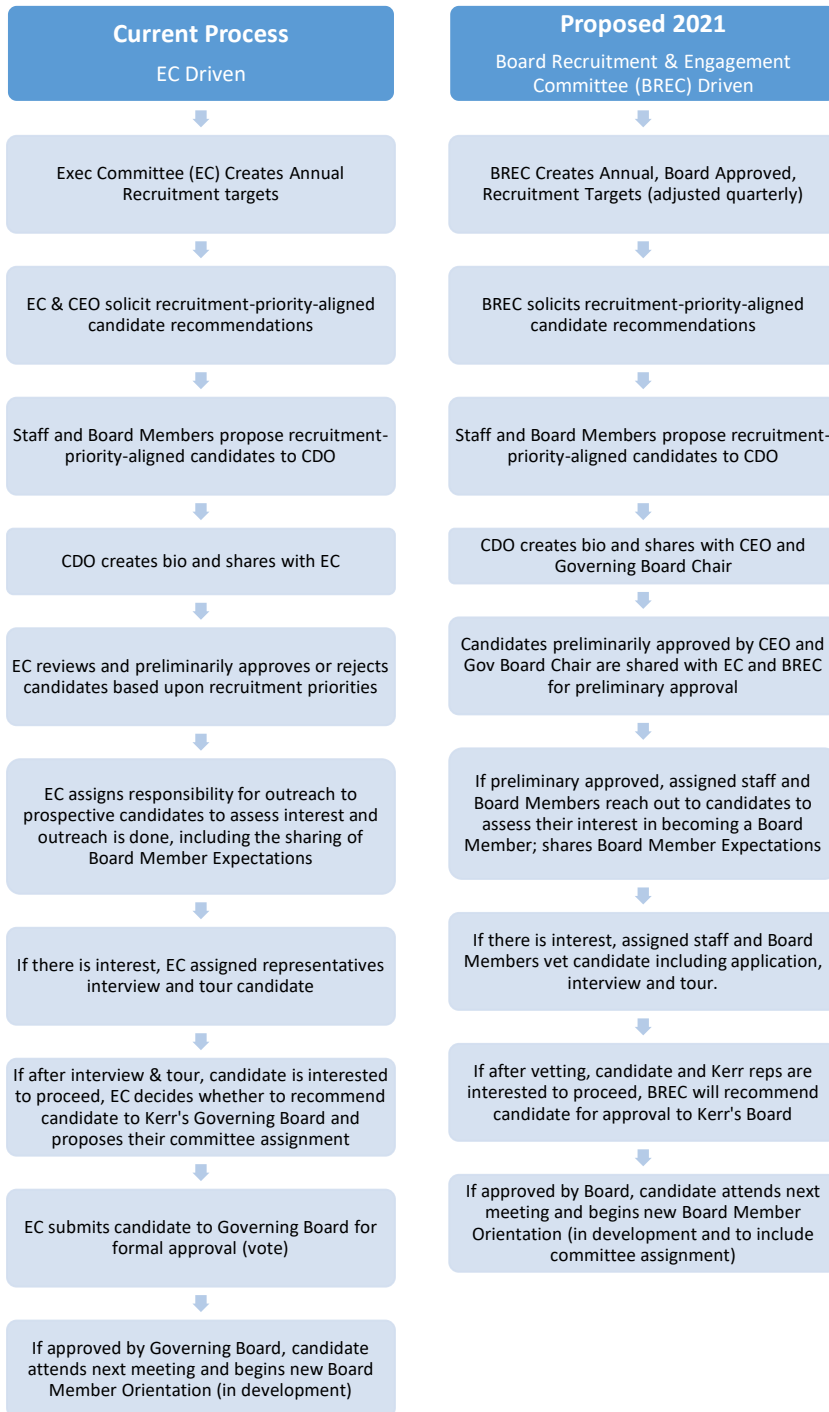 Current Process
EC Driven
Exec Committee (EC) Creates Annual
Recruitment targets
EC & CEO solicit recruitment-priority-aligned
candidate recommendations
Staff and Board Members propose recruitment-
priority-aligned candidates to CDO
CDO creates bio and shares with EC
EC reviews and preliminarily approves or rejects
candidates based upon recruitment priorities
EC assigns responsibility for outreach to
prospective candidates to assess interest and
outreach is done, including the sharing of
Board Member Expectations
If there is interest, EC assigned representatives
interview and tour candidate
If after interview & tour, candidate is interested
to proceed, EC decides whether to recommend
candidate to Kerr's Governing Board and
proposes their committee assignment
EC submits candidate to Governing Board for
formal approval (vote)
If approved by Governing Board, candidate
attends next meeting and begins new Board
Member Orientation (in development)
Proposed 2021
Board Recruitment & Engagement
Committee (BREC) Driven
BREC Creates Annual, Board Approved,
Recruitment Targets (adjusted quarterly)
BREC solicits recruitment-priority-aligned
candidate recommendations
Staff and Board Members propose recruitment-
priority-aligned candidates to CDO
CDO creates bio and shares with CEO and
Governing Board Chair
Candidates preliminarily approved by CEO and
Gov Board Chair are shared with EC and BREC
for preliminary approval
If preliminary approved, assigned staff and
Board Members reach out to candidates to
assess their interest in becoming a Board
Member; shares Board Member Expectations
If there is interest, assigned staff and Board
Members vet candidate including application,
interview and tour.
If after vetting, candidate and Kerr reps are
interested to proceed, BREC will recommend
candidate for approval to Kerr's Board
If approved by Board, candidate attends next
meeting and begins new Board Member
Orientation (in development and to include
committee assignment)